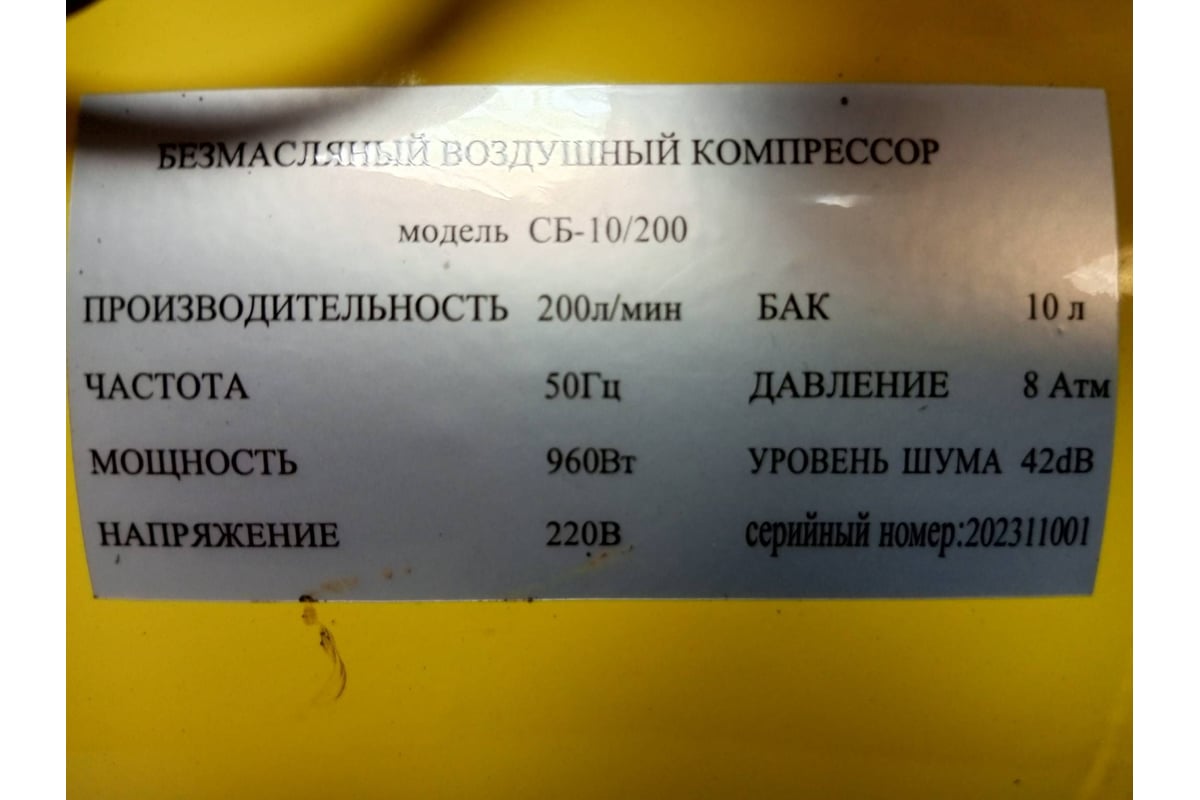 БЕЗМАСЛЯНЫЙ ВОЗДУШНЫЙ КОМПРЕССОР
модель СБ-10/200
ПРОИЗВОДИТЕЛЬНОСТЬ 200л/мин БАК 10 л
ЧАСТОТА 50Гц ДАВЛЕНИЕ 8 Атм
МОЩНОСТЬ 960Вт УРОВЕНЬ ШУМА 42dB
НАПРЯЖЕНИЕ 220В серийный номер:202311001